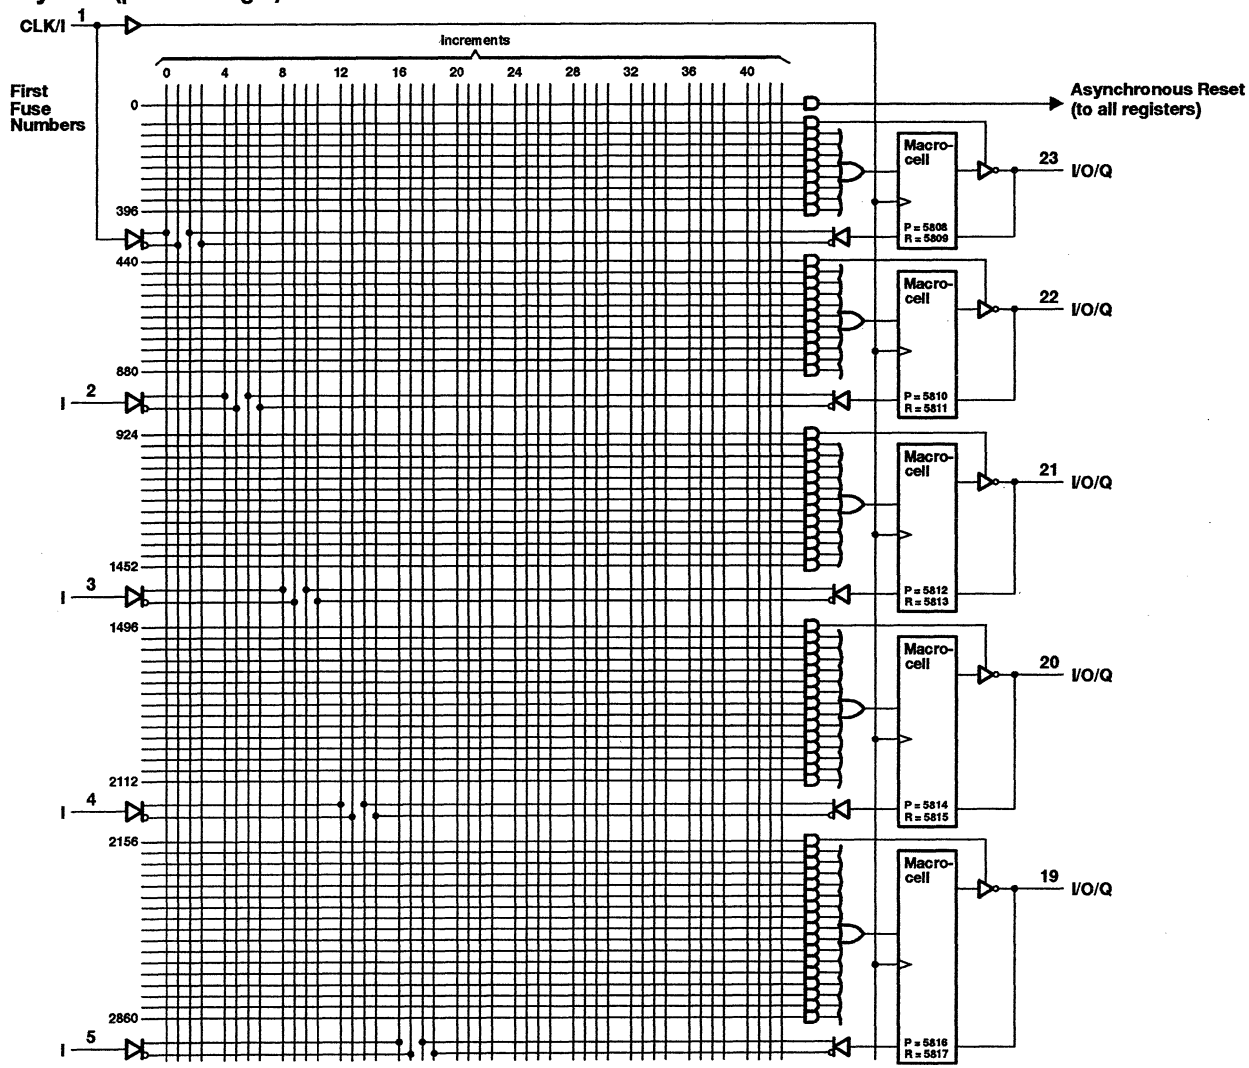 CLK/I 1
Increments
0 4 8 12 16 20 24 28 32 36 40
First
Fuse
Numbers
0
Asynchronous Reset
(to all registers)
Macro-
cell
23 I/O/Q
396
P = 5808
R = 5809
440
Macro-
cell
22 I/O/Q
880
I 2
P = 5810
R = 5811
924
Macro-
cell
21 I/O/Q
1452
I 3
P = 5812
R = 5813
1496
Macro-
cell
20 I/O/Q
2112
I 4
P = 5814
R = 5815
2156
Macro-
cell
19 I/O/Q
2860
I 5
P = 5816
R = 5817